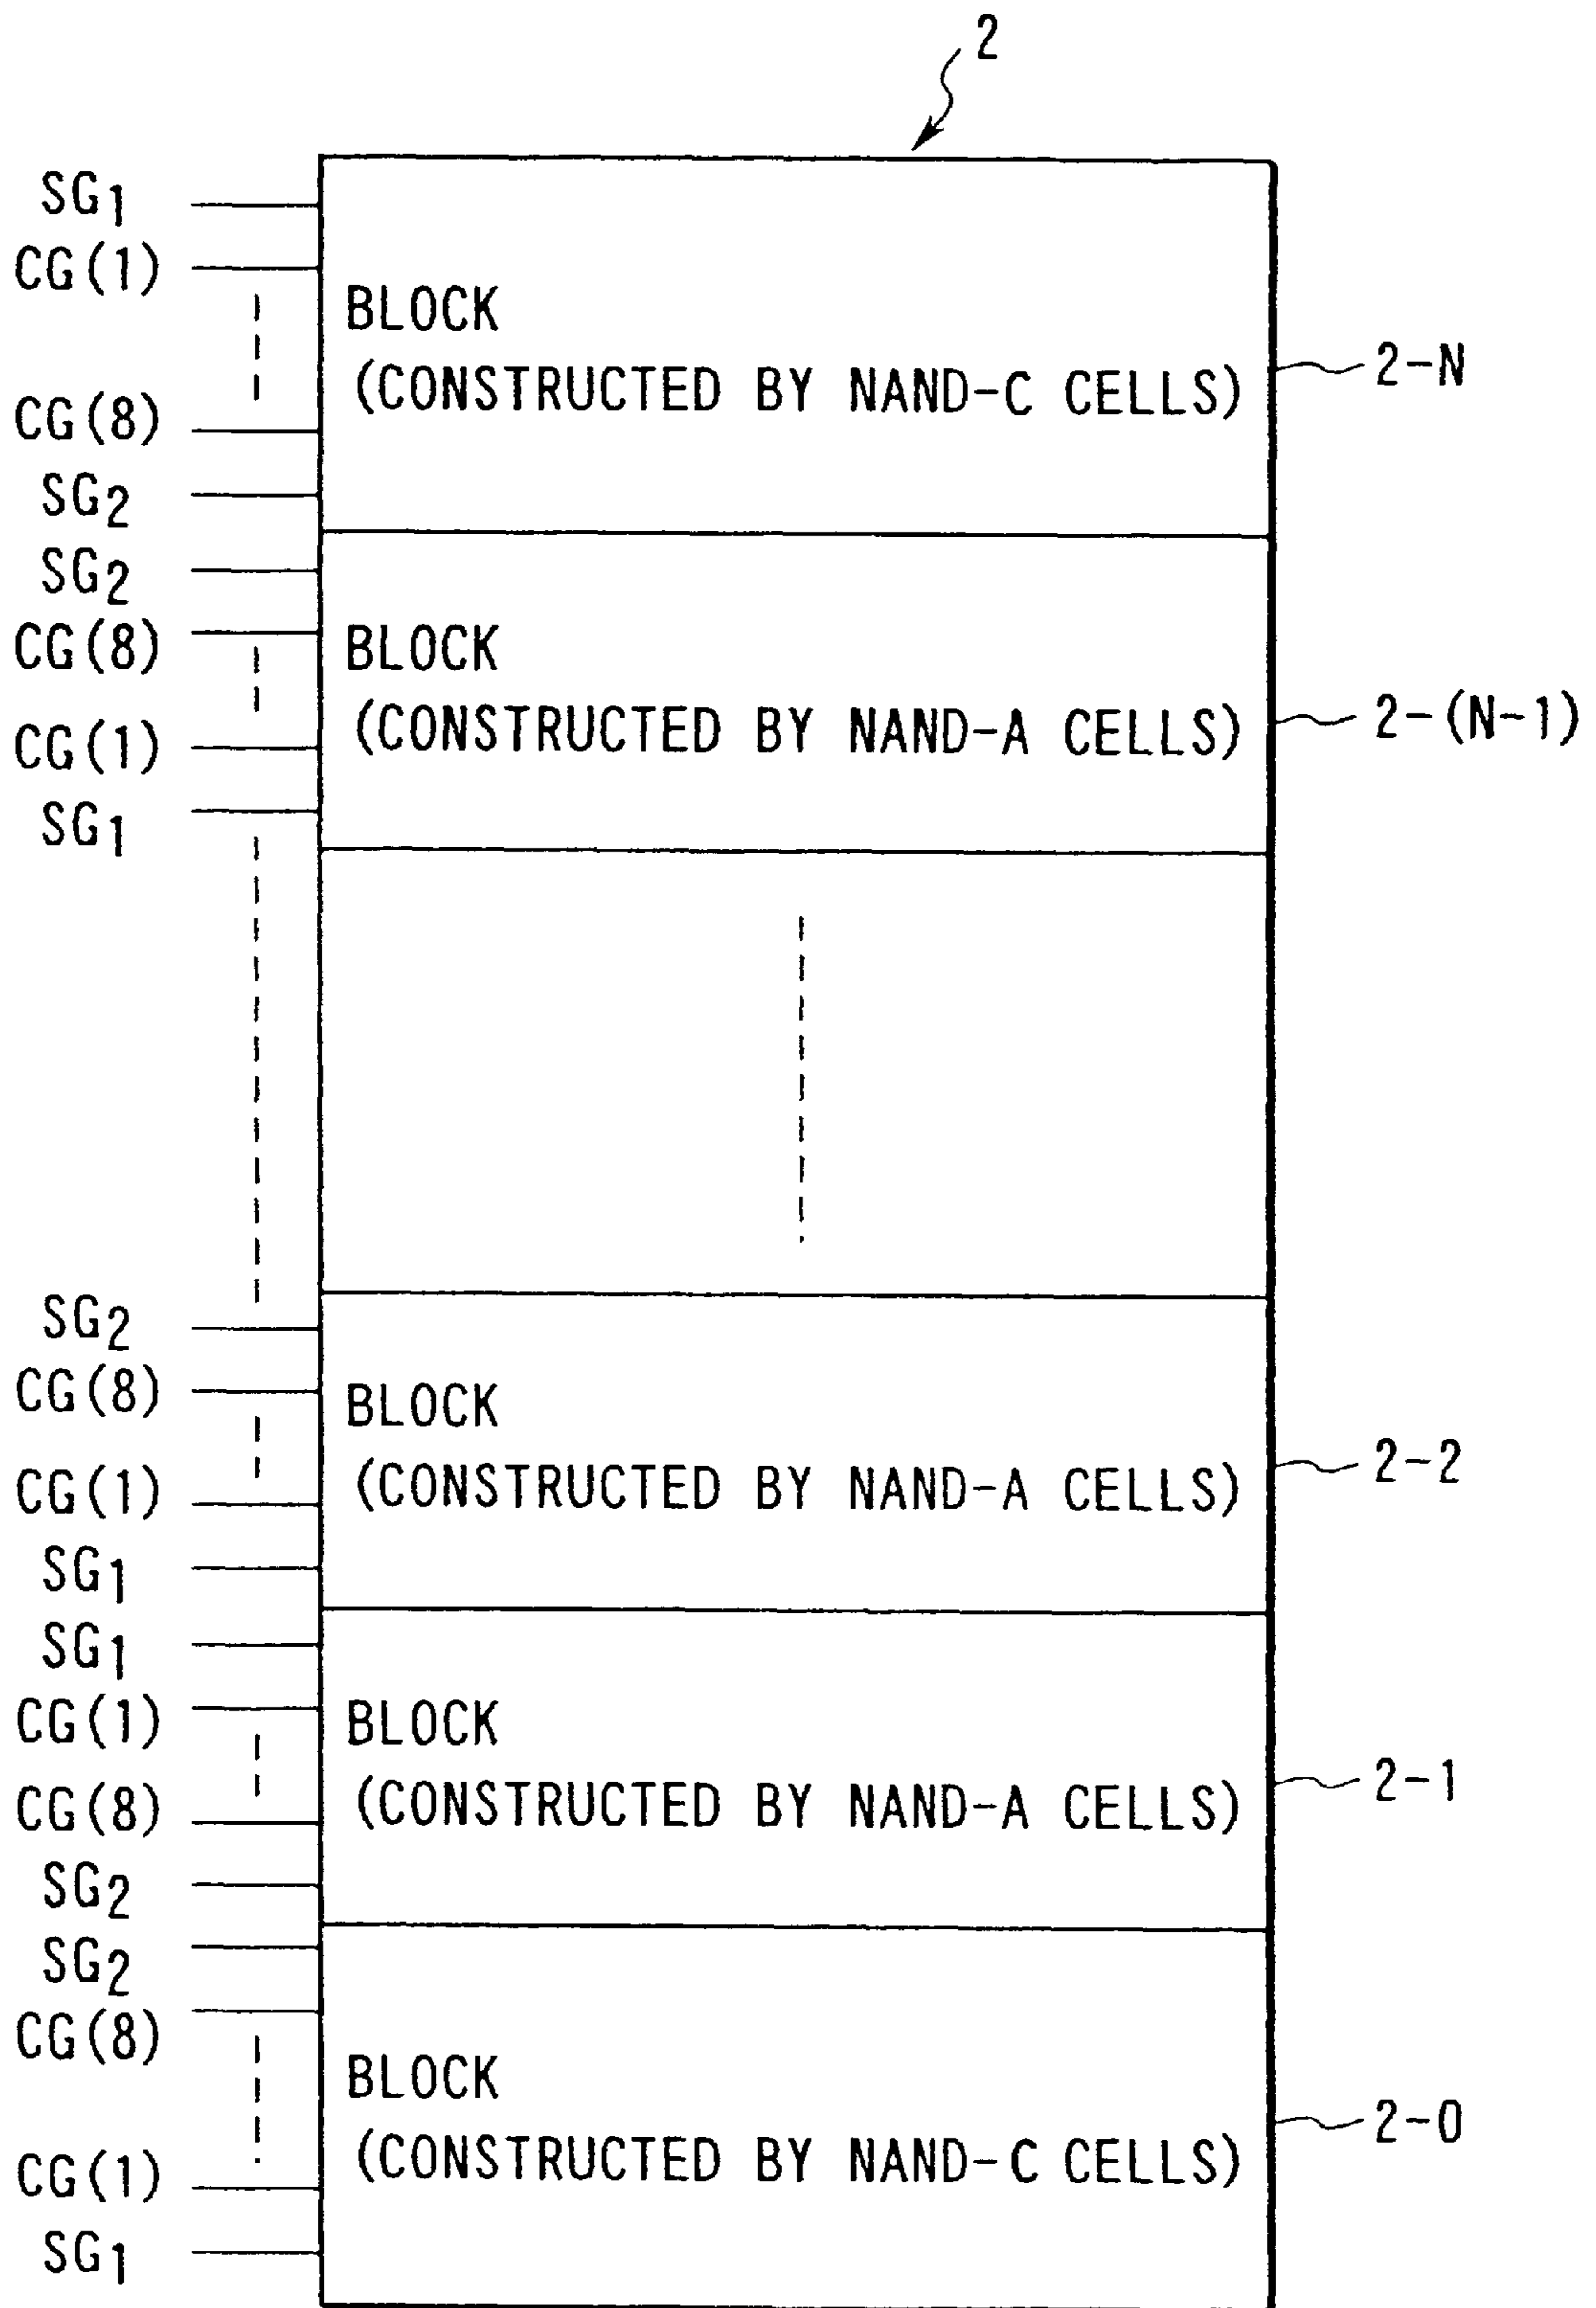 2
SG1
CG(1)
BLOCK
(CONSTRUCTED BY NAND-C CELLS)
2-N
CG(8)
SG2
SG2
CG(8)
BLOCK
(CONSTRUCTED BY NAND-A CELLS)
2-(N-1)
CG(1)
SG1
SG2
CG(8)
BLOCK
(CONSTRUCTED BY NAND-A CELLS)
2-2
CG(1)
SG1
SG1
CG(1)
BLOCK
(CONSTRUCTED BY NAND-A CELLS)
2-1
CG(8)
SG2
SG2
CG(8)
BLOCK
(CONSTRUCTED BY NAND-C CELLS)
2-0
CG(1)
SG1